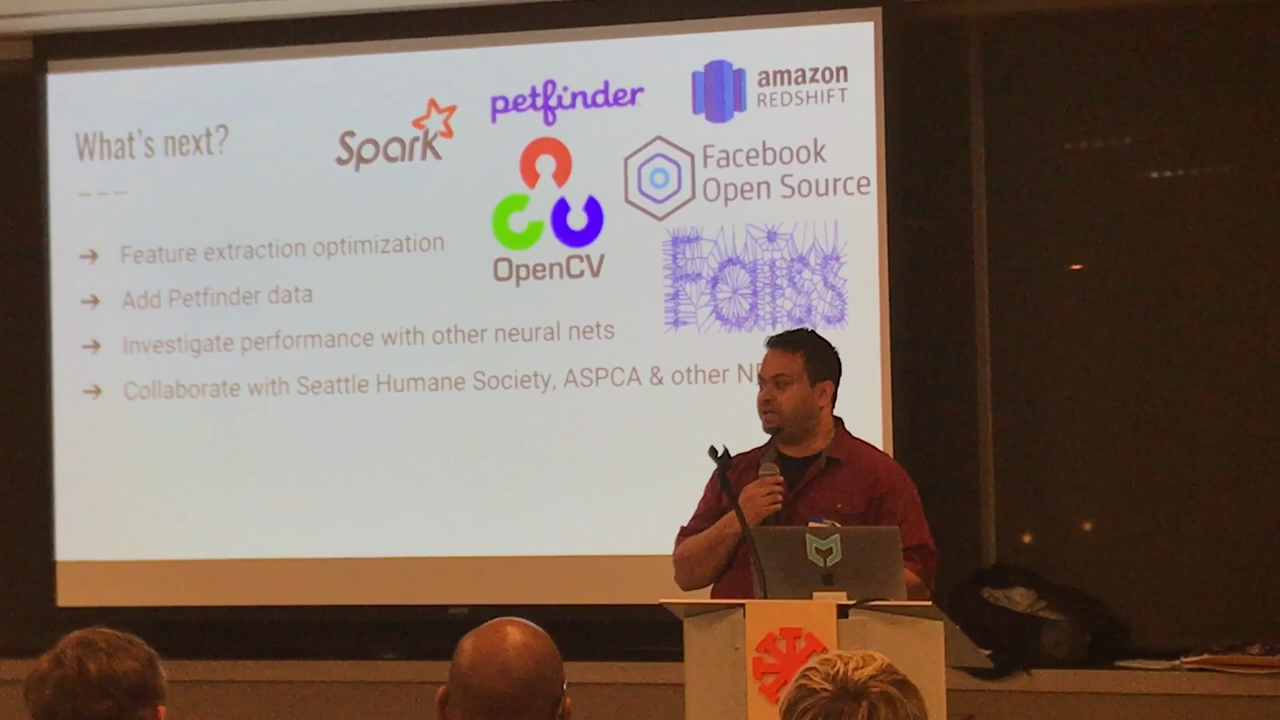 What's next?
Spark
petfinder
amazon
REDSHIFT
Facebook
Open Source
OpenCV
Faiss
→ Feature extraction optimization
→ Add Petfinder data
→ Investigate performance with other neural nets
→ Collaborate with Seattle Humane Society, ASPCA & other